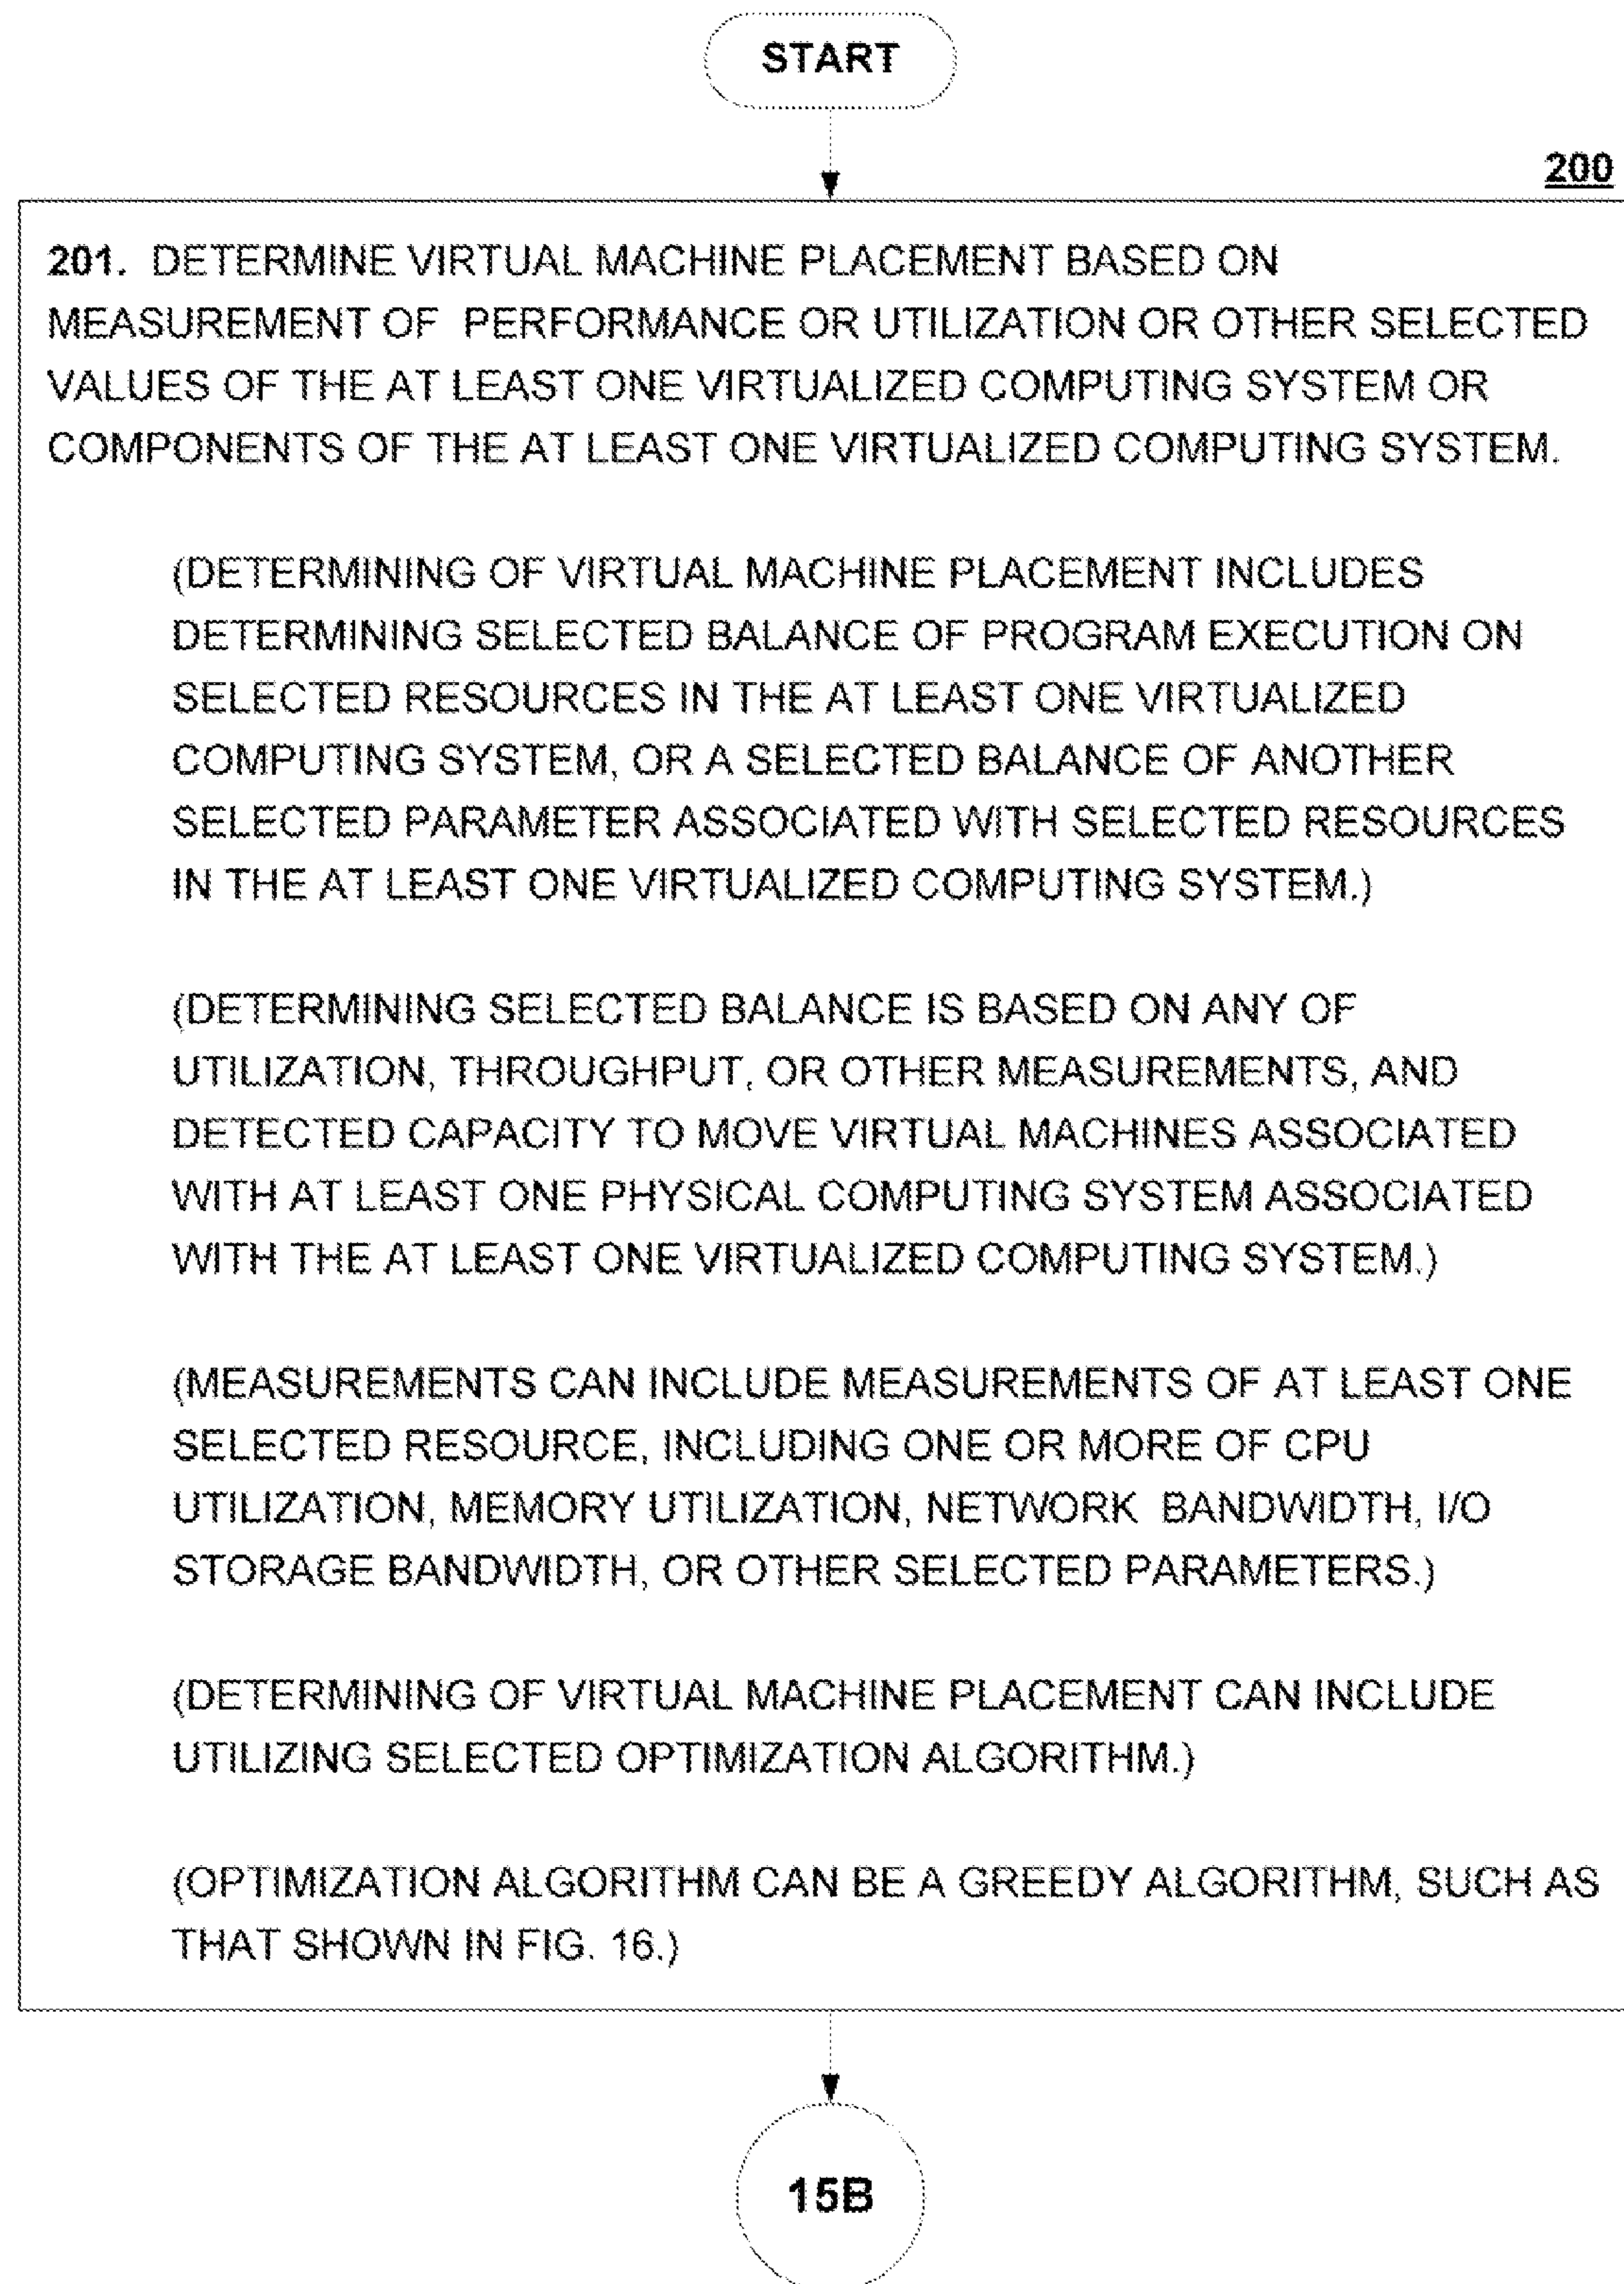 START
200
201. DETERMINE VIRTUAL MACHINE PLACEMENT BASED ON
MEASUREMENT OF PERFORMANCE OR UTILIZATION OR OTHER SELECTED
VALUES OF THE AT LEAST ONE VIRTUALIZED COMPUTING SYSTEM OR
COMPONENTS OF THE AT LEAST ONE VIRTUALIZED COMPUTING SYSTEM.
(DETERMINING OF VIRTUAL MACHINE PLACEMENT INCLUDES
DETERMINING SELECTED BALANCE OF PROGRAM EXECUTION ON
SELECTED RESOURCES IN THE AT LEAST ONE VIRTUALIZED
COMPUTING SYSTEM, OR A SELECTED BALANCE OF ANOTHER
SELECTED PARAMETER ASSOCIATED WITH SELECTED RESOURCES
IN THE AT LEAST ONE VIRTUALIZED COMPUTING SYSTEM.)
(DETERMINING SELECTED BALANCE IS BASED ON ANY OF
UTILIZATION, THROUGHPUT, OR OTHER MEASUREMENTS, AND
DETECTED CAPACITY TO MOVE VIRTUAL MACHINES ASSOCIATED
WITH AT LEAST ONE PHYSICAL COMPUTING SYSTEM ASSOCIATED
WITH THE AT LEAST ONE VIRTUALIZED COMPUTING SYSTEM.)
(MEASUREMENTS CAN INCLUDE MEASUREMENTS OF AT LEAST ONE
SELECTED RESOURCE, INCLUDING ONE OR MORE OF CPU
UTILIZATION, MEMORY UTILIZATION, NETWORK BANDWIDTH, I/O
STORAGE BANDWIDTH, OR OTHER SELECTED PARAMETERS.)
(DETERMINING OF VIRTUAL MACHINE PLACEMENT CAN INCLUDE
UTILIZING SELECTED OPTIMIZATION ALGORITHM.)
(OPTIMIZATION ALGORITHM CAN BE A GREEDY ALGORITHM, SUCH AS
THAT SHOWN IN FIG. 16.)
15B